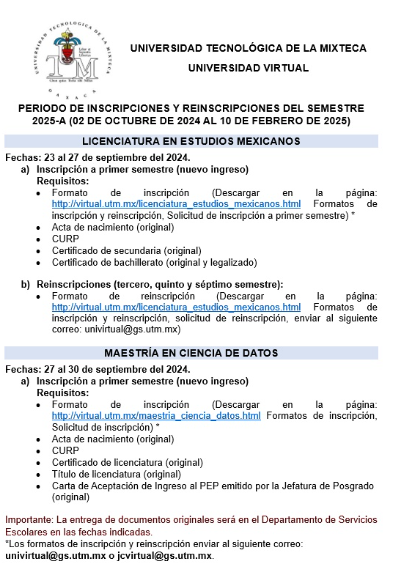 UNIVERSIDAD TECNOLÓGICA DE LA MIXTECA
UNIVERSIDAD VIRTUAL
PERIODO DE INSCRIPCIONES Y REINSCRIPCIONES DEL SEMESTRE
2025-A (02 DE OCTUBRE DE 2024 AL 10 DE FEBRERO DE 2025)
LICENCIATURA EN ESTUDIOS MEXICANOS
Fechas: 23 al 27 de septiembre del 2024.
a) Inscripción a primer semestre (nuevo ingreso)
Requisitos:
• Formato de inscripción (Descargar en la página:
http://virtual.utm.mx/licenciatura_estudios_mexicanos.html Formatos de
inscripción y reinscripción, Solicitud de inscripción a primer semestre) *
• Acta de nacimiento (original)
• CURP
• Certificado de secundaria (original)
• Certificado de bachillerato (original y legalizado)
b) Reinscripciones (tercero, quinto y séptimo semestre):
• Formato de reinscripción (Descargar en la página:
http://virtual.utm.mx/licenciatura_estudios_mexicanos.html Formatos de
inscripción y reinscripción, solicitud de reinscripción, enviar al siguiente
correo: univirtual@gs.utm.mx)
MAESTRÍA EN CIENCIA DE DATOS
Fechas: 27 al 30 de septiembre del 2024.
a) Inscripción a primer semestre (nuevo ingreso)
Requisitos:
• Formato de inscripción (Descargar en la página:
http://virtual.utm.mx/maestria_ciencia_datos.html Formatos de inscripción,
Solicitud de inscripción) *
• Acta de nacimiento (original)
• CURP
• Certificado de licenciatura (original)
• Título de licenciatura (original)
• Carta de Aceptación de Ingreso al PEP emitido por la Jefatura de Posgrado
(original)
Importante: La entrega de documentos originales será en el Departamento de Servicios
Escolares en las fechas indicadas.
*Los formatos de inscripción y reinscripción enviar al siguiente correo:
univirtual@gs.utm.mx o jcvirtual@gs.utm.mx.